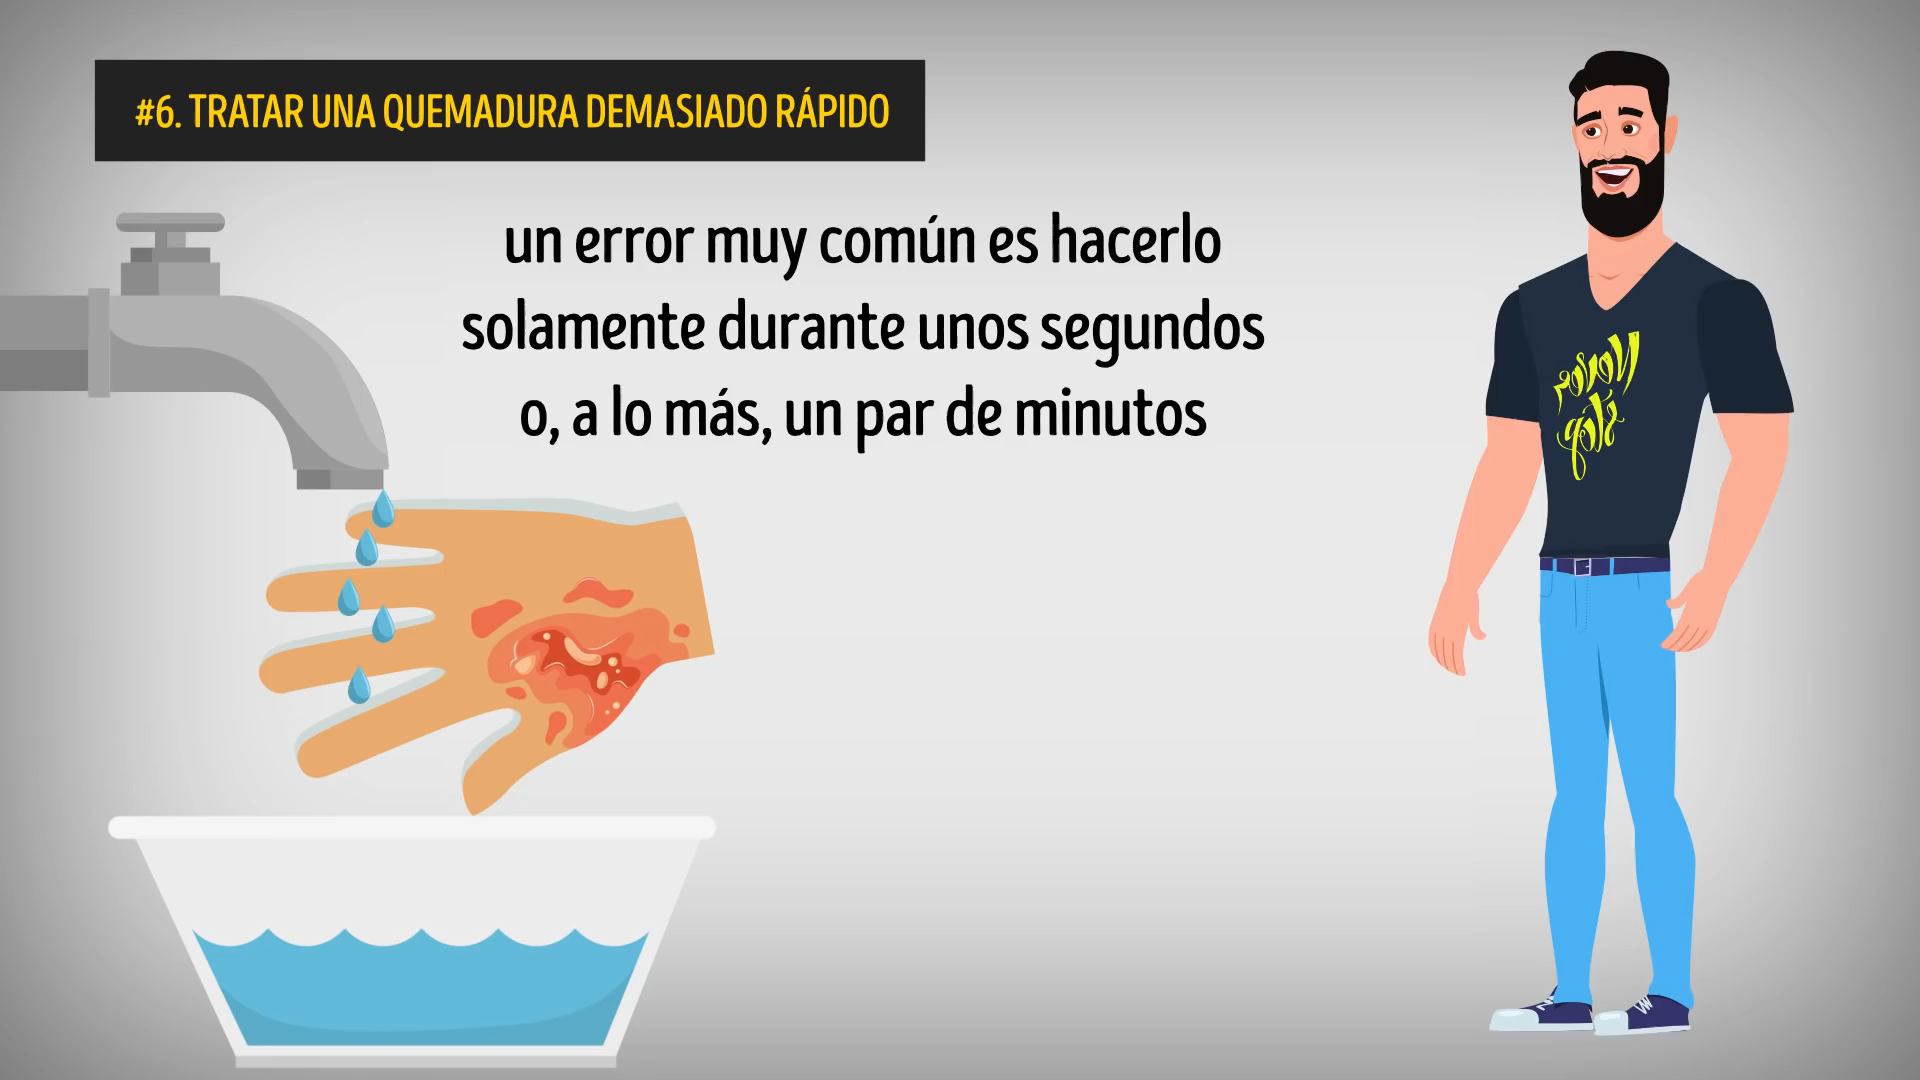 #6. TRATAR UNA QUEMADURA DEMASIADO RÁPIDO
un error muy común es hacerlo
solamente durante unos segundos
o, a lo más, un par de minutos